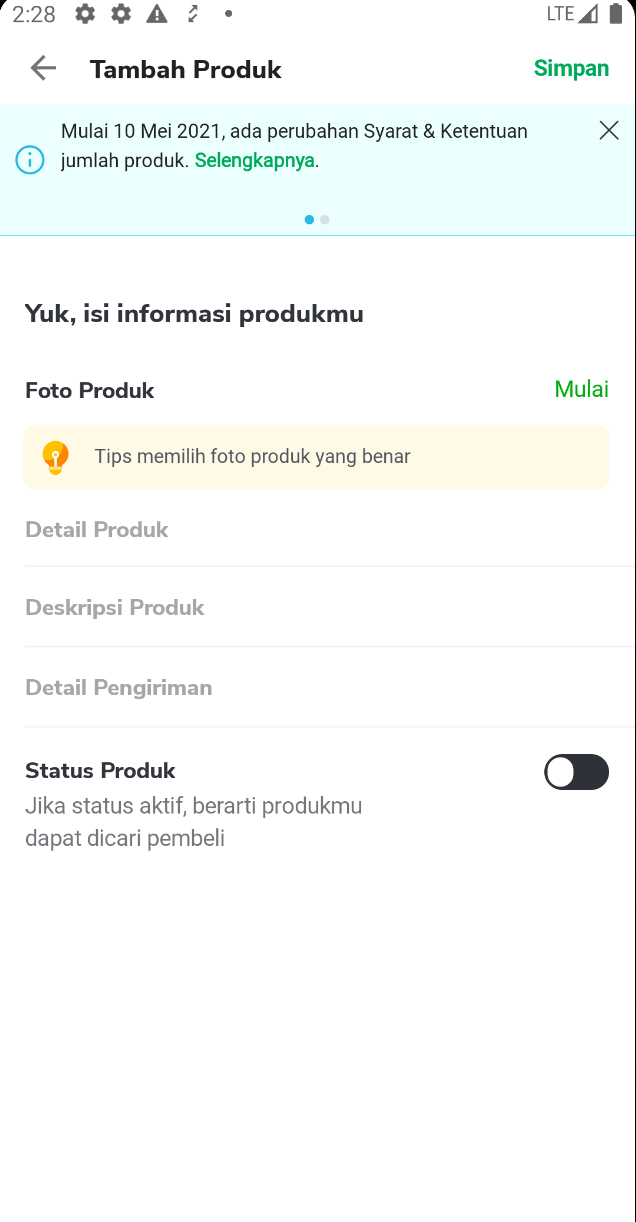 2:28
LTE
Tambah Produk
Simpan
Mulai 10 Mei 2021, ada perubahan Syarat & Ketentuan
jumlah produk. Selengkapnya.
Yuk, isi informasi produkmu
Foto Produk
Mulai
Tips memilih foto produk yang benar
Detail Produk
Deskripsi Produk
Detail Pengiriman
Status Produk
Jika status aktif, berarti produkmu
dapat dicari pembeli